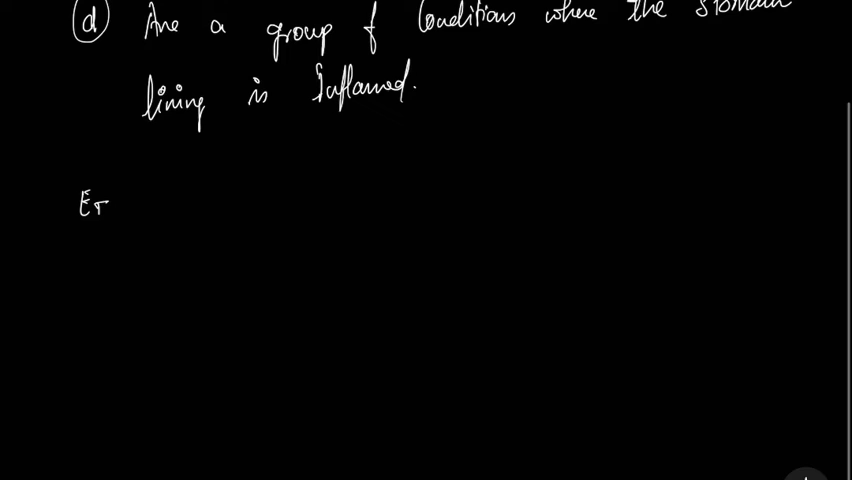 (d) Are a group of Conditions where the stomach
lining is Inflamed.
Er